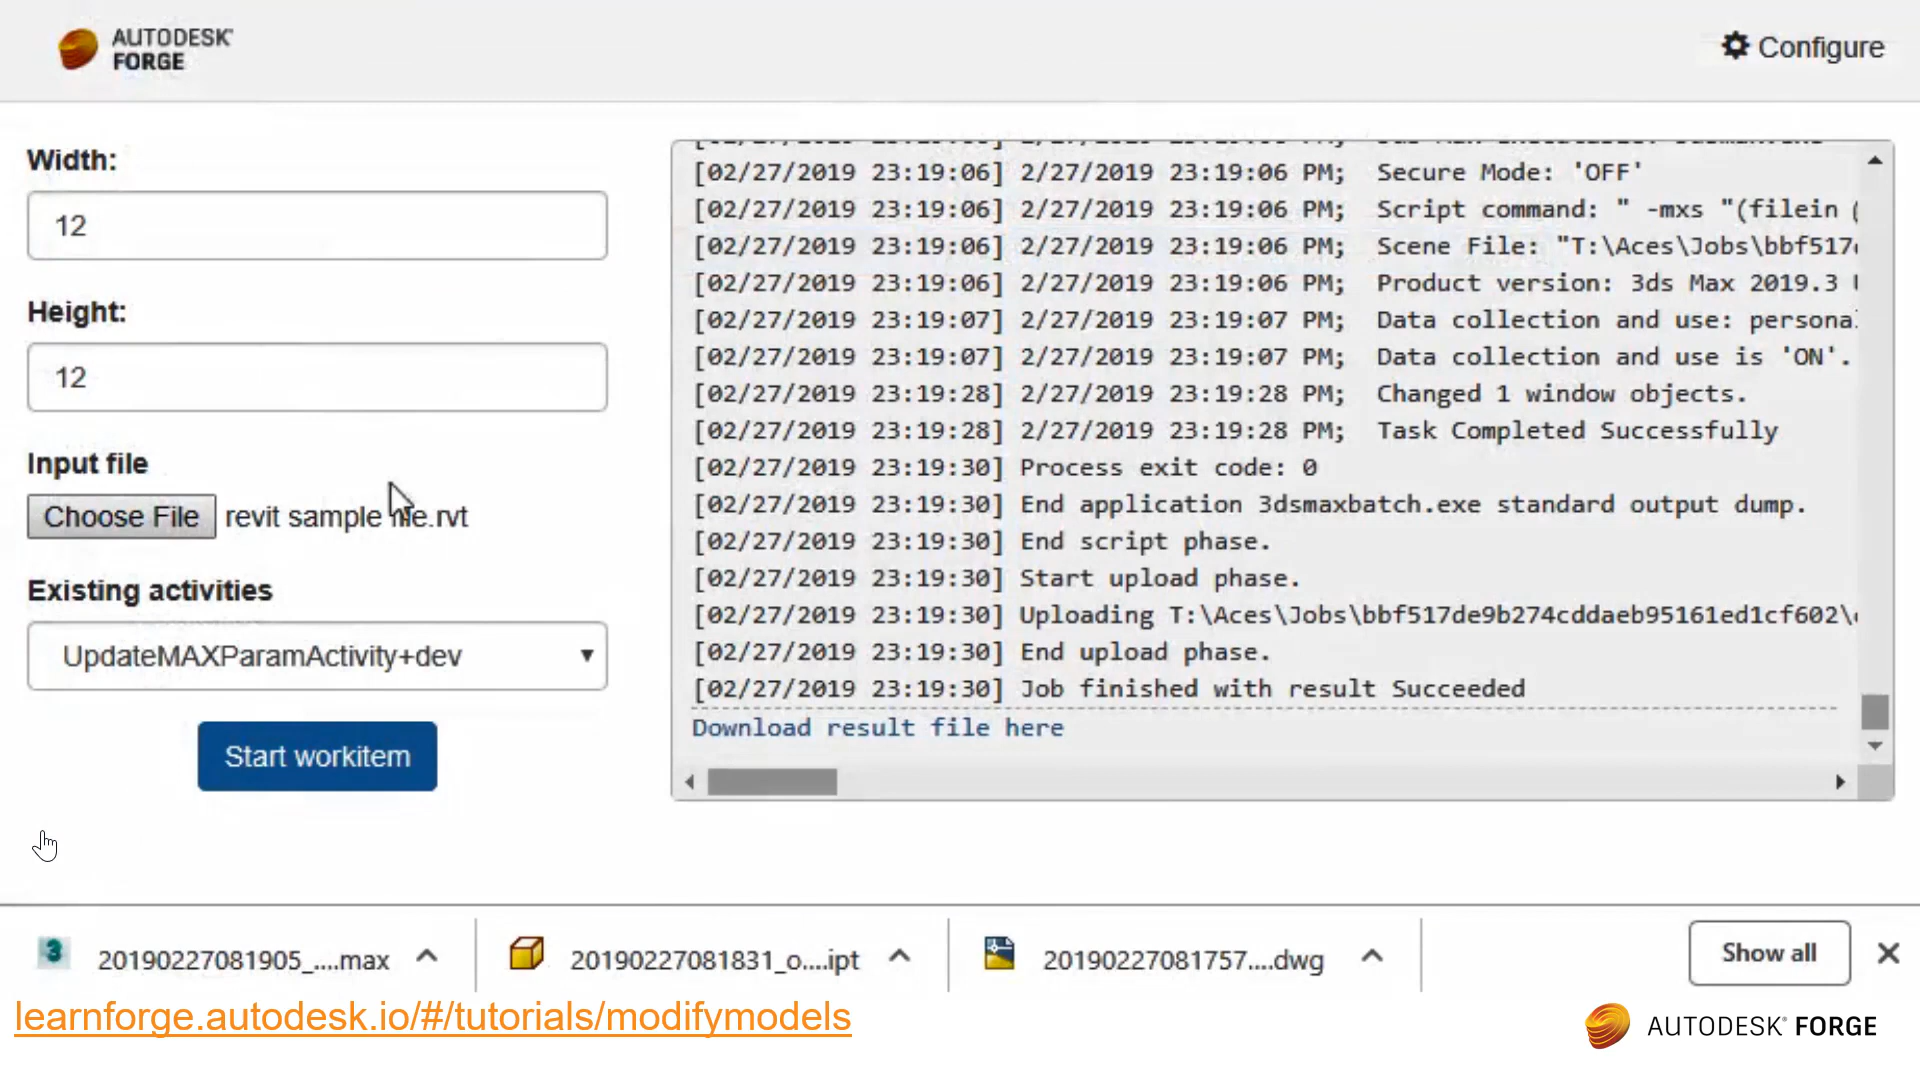 AUTODESK
FORGE
Configure
Width:
12
Height:
12
Input file
Choose File revit sample file.rvt
Existing activities
UpdateMAXParamActivity+dev
Start workitem
[02/27/2019 23:19:06] 2/27/2019 23:19:06 PM; Secure Mode: 'OFF'
[02/27/2019 23:19:06] 2/27/2019 23:19:06 PM; Script command: " -mxs "(filein (
[02/27/2019 23:19:06] 2/27/2019 23:19:06 PM; Scene File: "T:\Aces\Jobs\bbf517
[02/27/2019 23:19:06] 2/27/2019 23:19:06 PM; Product version: 3ds Max 2019.3
[02/27/2019 23:19:07] 2/27/2019 23:19:07 PM; Data collection and use: persona
[02/27/2019 23:19:07] 2/27/2019 23:19:07 PM; Data collection and use is 'ON'.
[02/27/2019 23:19:28] 2/27/2019 23:19:28 PM; Changed 1 window objects.
[02/27/2019 23:19:28] 2/27/2019 23:19:28 PM; Task Completed Successfully
[02/27/2019 23:19:30] Process exit code: 0
[02/27/2019 23:19:30] End application 3dsmaxbatch.exe standard output dump.
[02/27/2019 23:19:30] End script phase.
[02/27/2019 23:19:30] Start upload phase.
[02/27/2019 23:19:30] Uploading T:\Aces\Jobs\bbf517de9b274cddaeb95161ed1cf602\
[02/27/2019 23:19:30] End upload phase.
[02/27/2019 23:19:30] Job finished with result Succeeded
Download result file here
20190227081905_....max
20190227081831_o....ipt
20190227081757....dwg
Show all
learnforge.autodesk.io/#/tutorials/modifymodels
AUTODESK FORGE